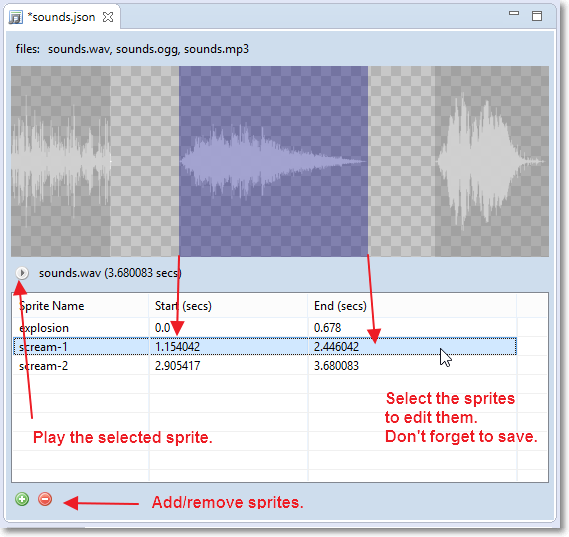 *sounds.json
files: sounds.wav, sounds.ogg, sounds.mp3
sounds.wav (3.680083 secs)
Sprite Name Start (secs) End (secs)
explosion 0.0 0.678
scream-1 1.154042 2.446042
scream-2 2.905417 3.680083
Select the sprites
to edit them.
Don't forget to save.
Play the selected sprite.
Add/remove sprites.